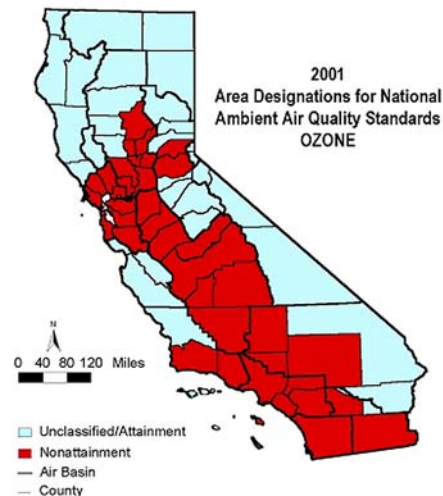 2001
Area Designations for National
Ambient Air Quality Standards
OZONE
N
0 40 80 120 Miles
Unclassified/Attainment
Nonattainment
Air Basin
County